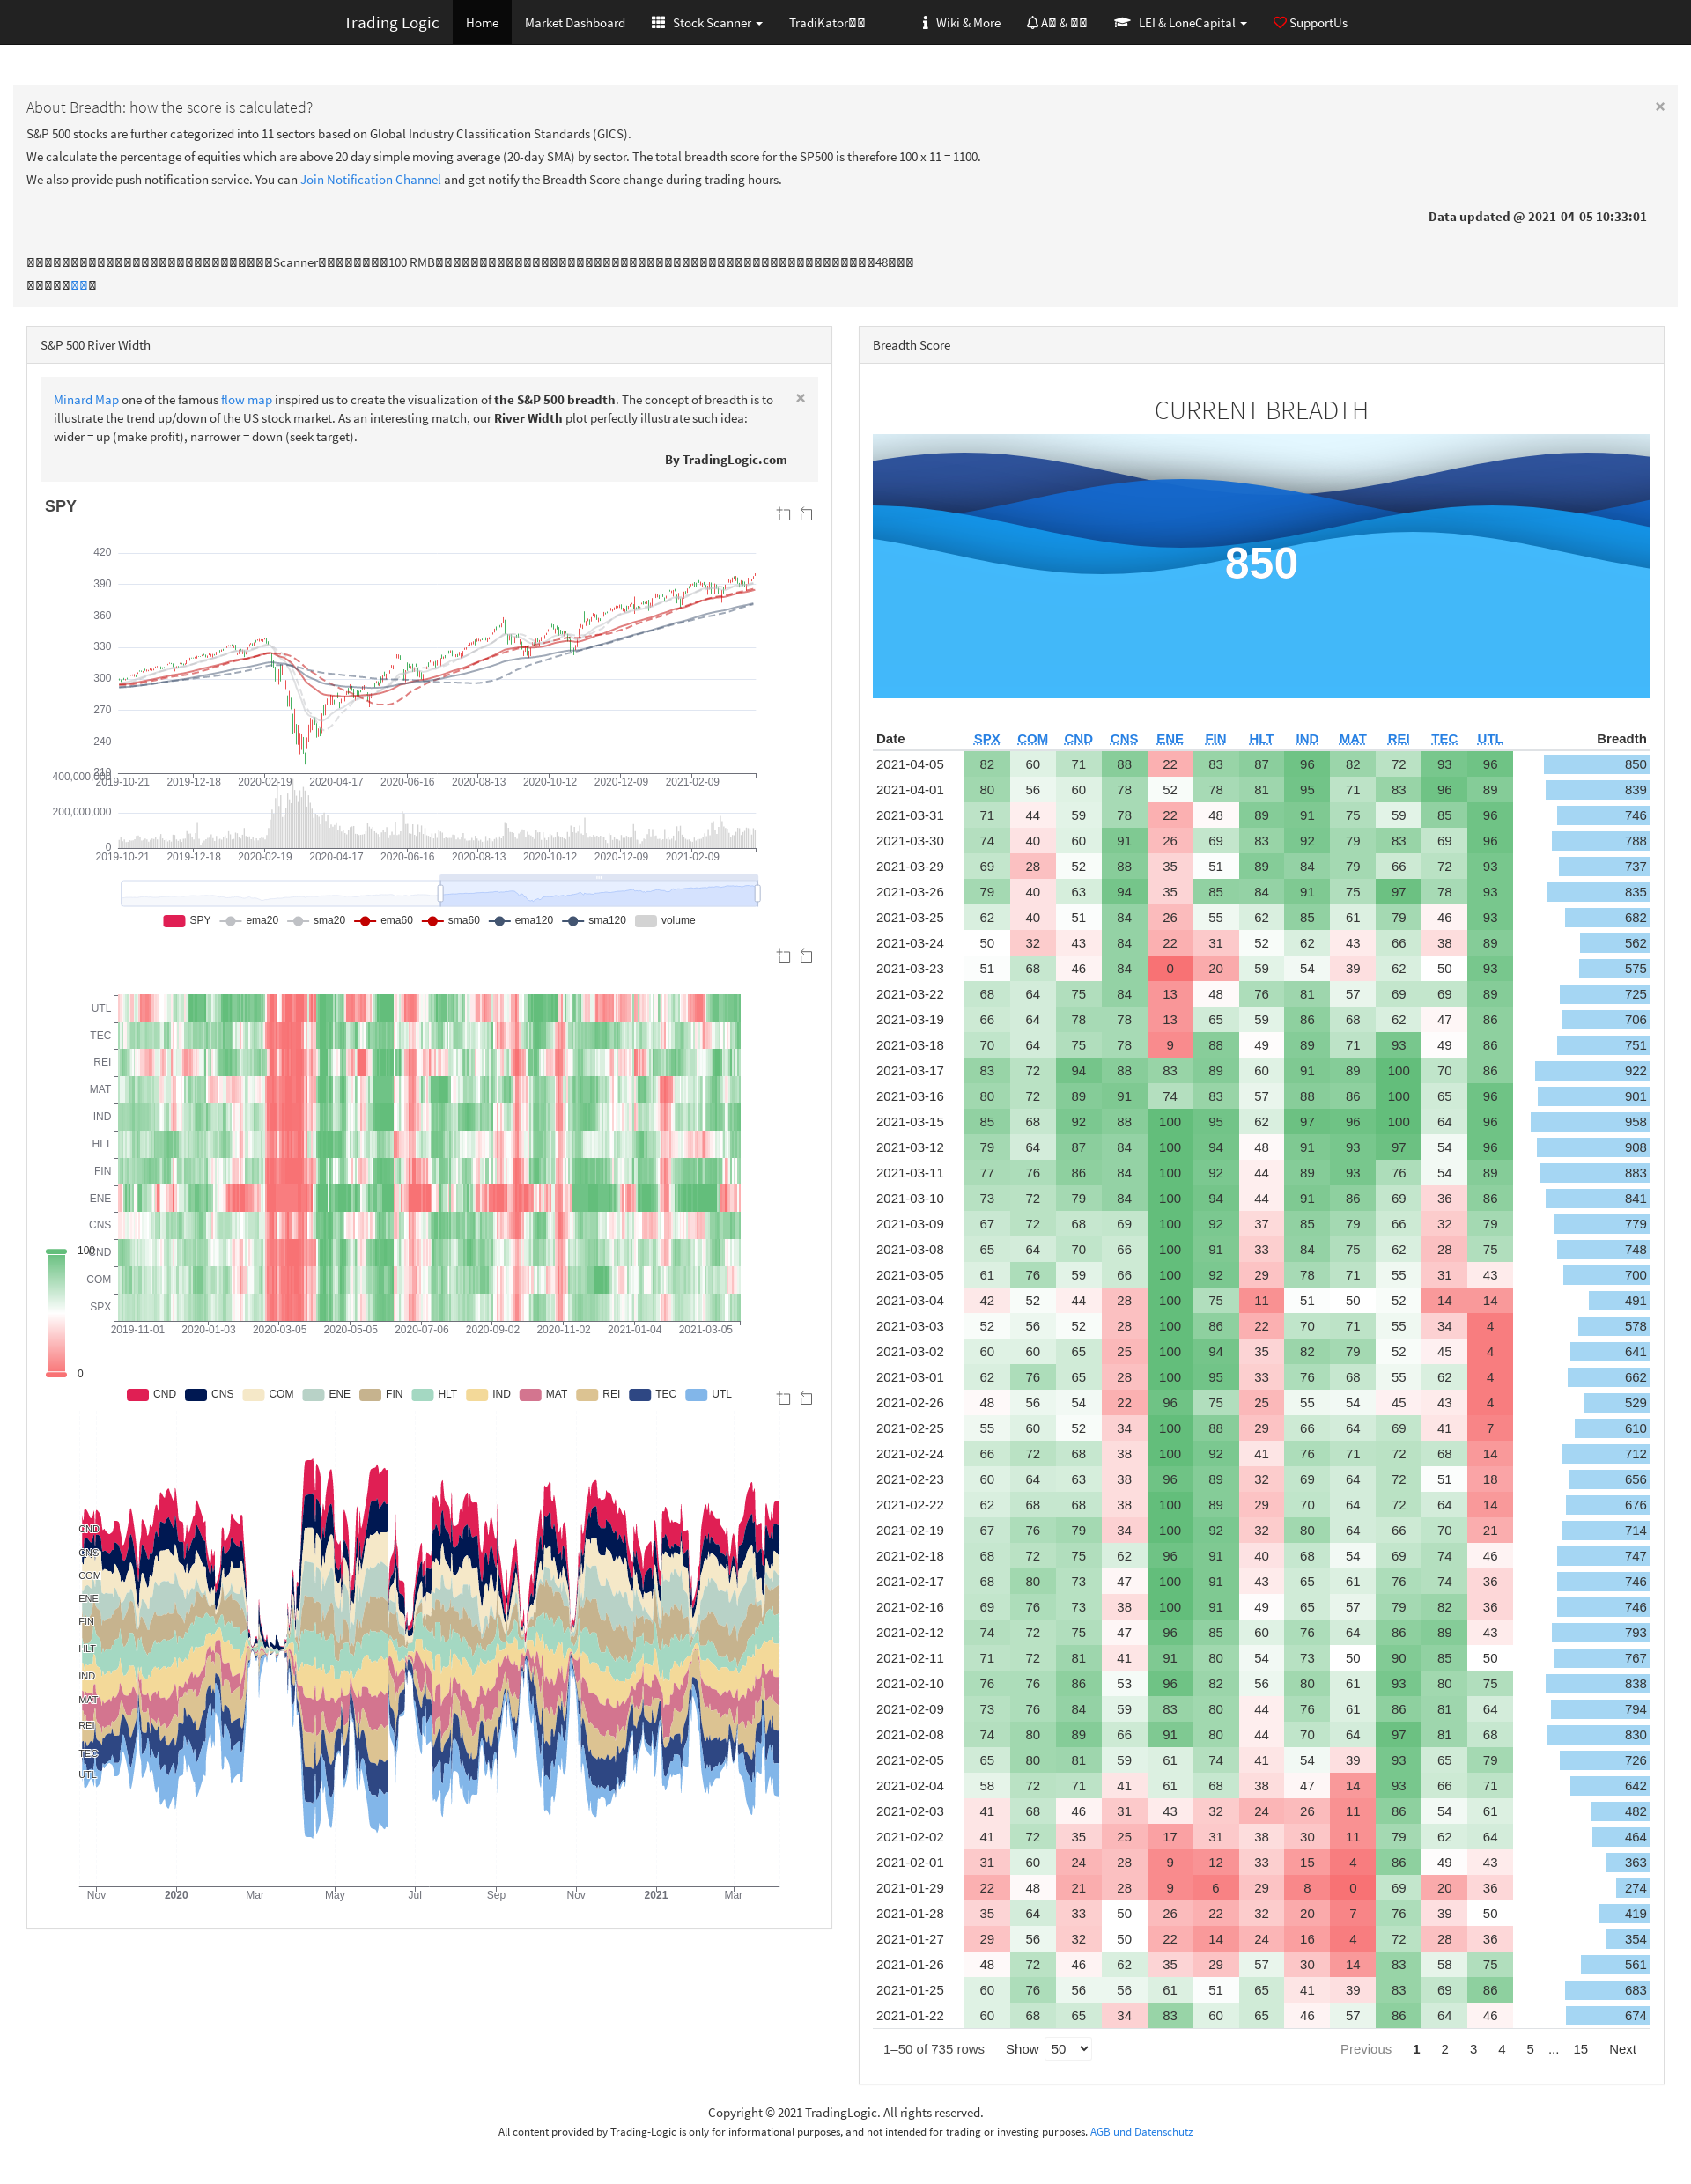 Trading Logic Home Market Dashboard Stock Scanner TradiKator Wiki & More A & LEI & LoneCapital SupportUs
About Breadth: how the score is calculated? ×
S&P 500 stocks are further categorized into 11 sectors based on Global Industry Classification Standards (GICS).
We calculate the percentage of equities which are above 20 day simple moving average (20-day SMA) by sector. The total breadth score for the SP500 is therefore 100 x 11 = 1100.
We also provide push notification service. You can Join Notification Channel and get notify the Breadth Score change during trading hours.
Data updated @ 2021-04-05 10:33:01
Scanner 100 RMB 48
S&P 500 River Width
Minard Map one of the famous flow map inspired us to create the visualization of the S&P 500 breadth. The concept of breadth is to ×
illustrate the trend up/down of the US stock market. As an interesting match, our River Width plot perfectly illustrate such idea:
wider = up (make profit), narrower = down (seek target).
By TradingLogic.com
SPY
420
390
360
330
300
270
240
210
2019-10-21 2019-12-18 2020-02-19 2020-04-17 2020-06-16 2020-08-13 2020-10-12 2020-12-09 2021-02-09
400,000,000
200,000,000
0
2019-10-21 2019-12-18 2020-02-19 2020-04-17 2020-06-16 2020-08-13 2020-10-12 2020-12-09 2021-02-09
SPY ema20 sma20 ema60 sma60 ema120 sma120 volume
UTL
TEC
REI
MAT
IND
HLT
FIN
ENE
CNS
100 CND
COM
SPX
2019-11-01 2020-01-03 2020-03-05 2020-05-05 2020-07-06 2020-09-02 2020-11-02 2021-01-04 2021-03-05
0
CND CNS COM ENE FIN HLT IND MAT REI TEC UTL
CND
CNS
COM
ENE
FIN
HLT
IND
MAT
REI
TEC
UTL
Nov 2020 Mar May Jul Sep Nov 2021 Mar
Breadth Score
CURRENT BREADTH
850
Date SPX COM CND CNS ENE FIN HLT IND MAT REI TEC UTL Breadth
2021-04-05 82 60 71 88 22 83 87 96 82 72 93 96 850
2021-04-01 80 56 60 78 52 78 81 95 71 83 96 89 839
2021-03-31 71 44 59 78 22 48 89 91 75 59 85 96 746
2021-03-30 74 40 60 91 26 69 83 92 79 83 69 96 788
2021-03-29 69 28 52 88 35 51 89 84 79 66 72 93 737
2021-03-26 79 40 63 94 35 85 84 91 75 97 78 93 835
2021-03-25 62 40 51 84 26 55 62 85 61 79 46 93 682
2021-03-24 50 32 43 84 22 31 52 62 43 66 38 89 562
2021-03-23 51 68 46 84 0 20 59 54 39 62 50 93 575
2021-03-22 68 64 75 84 13 48 76 81 57 69 69 89 725
2021-03-19 66 64 78 78 13 65 59 86 68 62 47 86 706
2021-03-18 70 64 75 78 9 88 49 89 71 93 49 86 751
2021-03-17 83 72 94 88 83 89 60 91 89 100 70 86 922
2021-03-16 80 72 89 91 74 83 57 88 86 100 65 96 901
2021-03-15 85 68 92 88 100 95 62 97 96 100 64 96 958
2021-03-12 79 64 87 84 100 94 48 91 93 97 54 96 908
2021-03-11 77 76 86 84 100 92 44 89 93 76 54 89 883
2021-03-10 73 72 79 84 100 94 44 91 86 69 36 86 841
2021-03-09 67 72 68 69 100 92 37 85 79 66 32 79 779
2021-03-08 65 64 70 66 100 91 33 84 75 62 28 75 748
2021-03-05 61 76 59 66 100 92 29 78 71 55 31 43 700
2021-03-04 42 52 44 28 100 75 11 51 50 52 14 14 491
2021-03-03 52 56 52 28 100 86 22 70 71 55 34 4 578
2021-03-02 60 60 65 25 100 94 35 82 79 52 45 4 641
2021-03-01 62 76 65 28 100 95 33 76 68 55 62 4 662
2021-02-26 48 56 54 22 96 75 25 55 54 45 43 4 529
2021-02-25 55 60 52 34 100 88 29 66 64 69 41 7 610
2021-02-24 66 72 68 38 100 92 41 76 71 72 68 14 712
2021-02-23 60 64 63 38 96 89 32 69 64 72 51 18 656
2021-02-22 62 68 68 38 100 89 29 70 64 72 64 14 676
2021-02-19 67 76 79 34 100 92 32 80 64 66 70 21 714
2021-02-18 68 72 75 62 96 91 40 68 54 69 74 46 747
2021-02-17 68 80 73 47 100 91 43 65 61 76 74 36 746
2021-02-16 69 76 73 38 100 91 49 65 57 79 82 36 746
2021-02-12 74 72 75 47 96 85 60 76 64 86 89 43 793
2021-02-11 71 72 81 41 91 80 54 73 50 90 85 50 767
2021-02-10 76 76 86 53 96 82 56 80 61 93 80 75 838
2021-02-09 73 76 84 59 83 80 44 76 61 86 81 64 794
2021-02-08 74 80 89 66 91 80 44 70 64 97 81 68 830
2021-02-05 65 80 81 59 61 74 41 54 39 93 65 79 726
2021-02-04 58 72 71 41 61 68 38 47 14 93 66 71 642
2021-02-03 41 68 46 31 43 32 24 26 11 86 54 61 482
2021-02-02 41 72 35 25 17 31 38 30 11 79 62 64 464
2021-02-01 31 60 24 28 9 12 33 15 4 86 49 43 363
2021-01-29 22 48 21 28 9 6 29 8 0 69 20 36 274
2021-01-28 35 64 33 50 26 22 32 20 7 76 39 50 419
2021-01-27 29 56 32 50 22 14 24 16 4 72 28 36 354
2021-01-26 48 72 46 62 35 29 57 30 14 83 58 75 561
2021-01-25 60 76 56 56 61 51 65 41 39 83 69 86 683
2021-01-22 60 68 65 34 83 60 65 46 57 86 64 46 674
1–50 of 735 rows Show 50 Previous 1 2 3 4 5 ... 15 Next
Copyright © 2021 TradingLogic. All rights reserved.
All content provided by Trading-Logic is only for informational purposes, and not intended for trading or investing purposes. AGB und Datenschutz